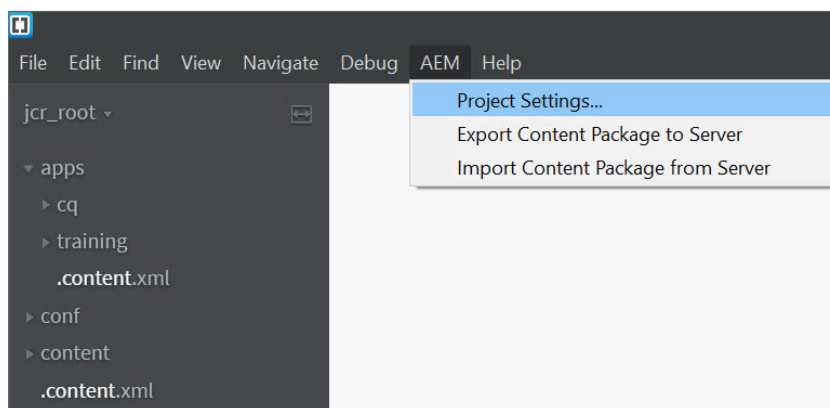 File Edit Find View Navigate Debug AEM Help
jcr_root
apps
cq
training
.content.xml
conf
content
.content.xml
Project Settings...
Export Content Package to Server
Import Content Package from Server